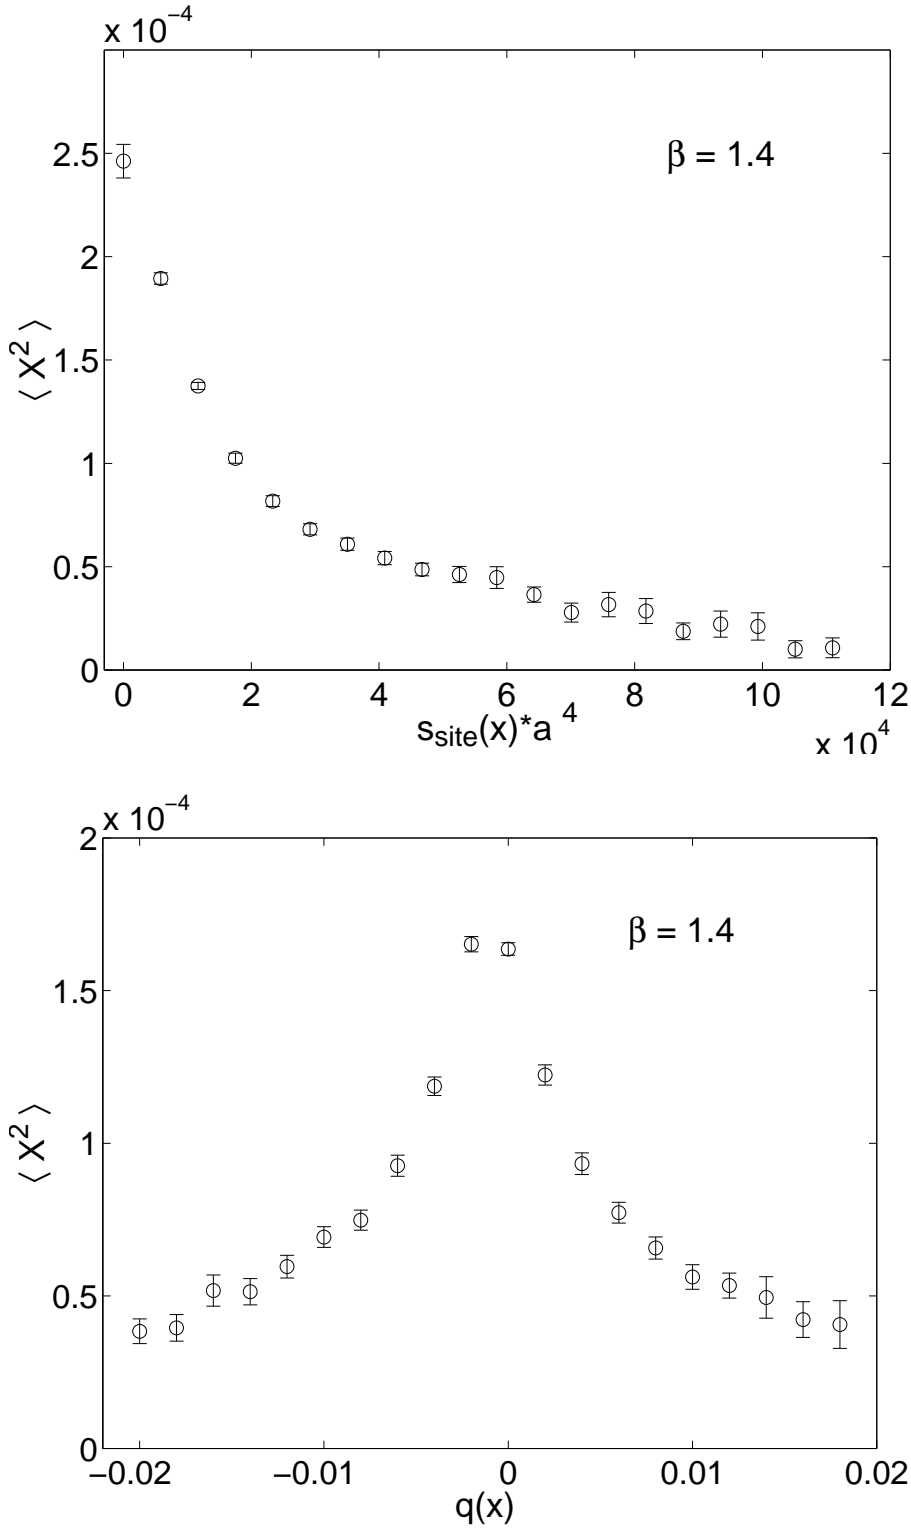 x 10⁻⁴
2.5
β = 1.4
2
⟨ X² ⟩
1.5
1
0.5
0
0 2 4 6 8 10 12
s_site(x)*a ⁴
x 10⁴
x 10⁻⁴
2
β = 1.4
1.5
⟨ X² ⟩
1
0.5
0
−0.02 −0.01 0 0.01 0.02
q(x)